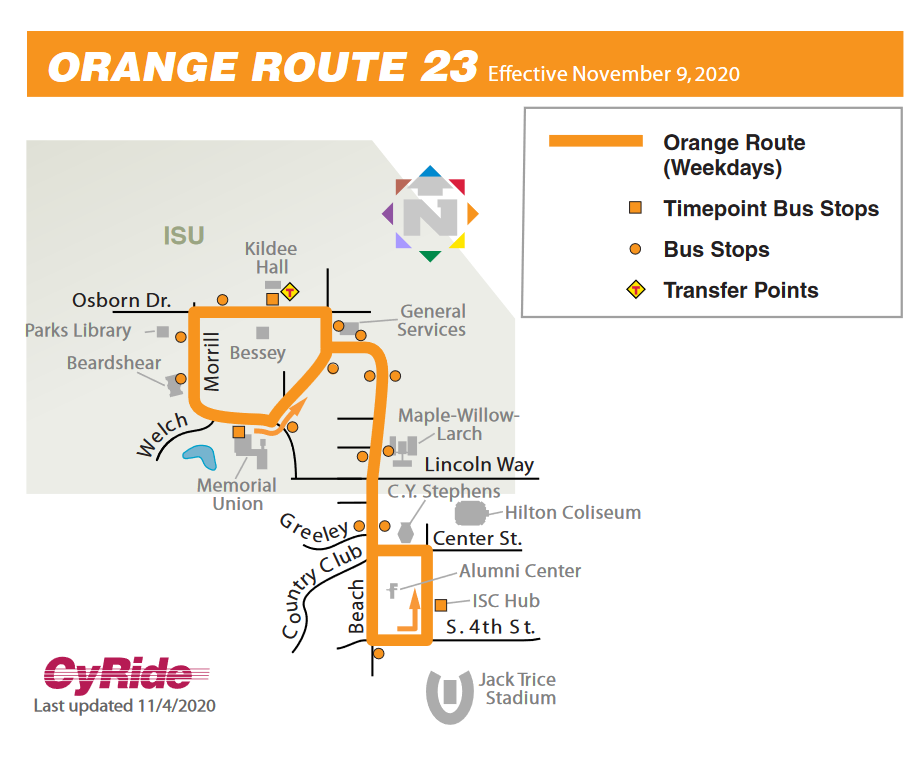 ORANGE ROUTE 23 Effective November 9, 2020
Orange Route
(Weekdays)
Timepoint Bus Stops
Bus Stops
T Transfer Points
N
ISU
Kildee
Hall
T
Osborn Dr.
General
Services
Parks Library
Morrill
Bessey
Beardshear
Welch
Maple-Willow-
Larch
Lincoln Way
Memorial
Union
C.Y. Stephens
Hilton Coliseum
Greeley
Center St.
Country Club
Alumni Center
Beach
ISC Hub
S. 4th St.
CyRide
Last updated 11/4/2020
Jack Trice
Stadium